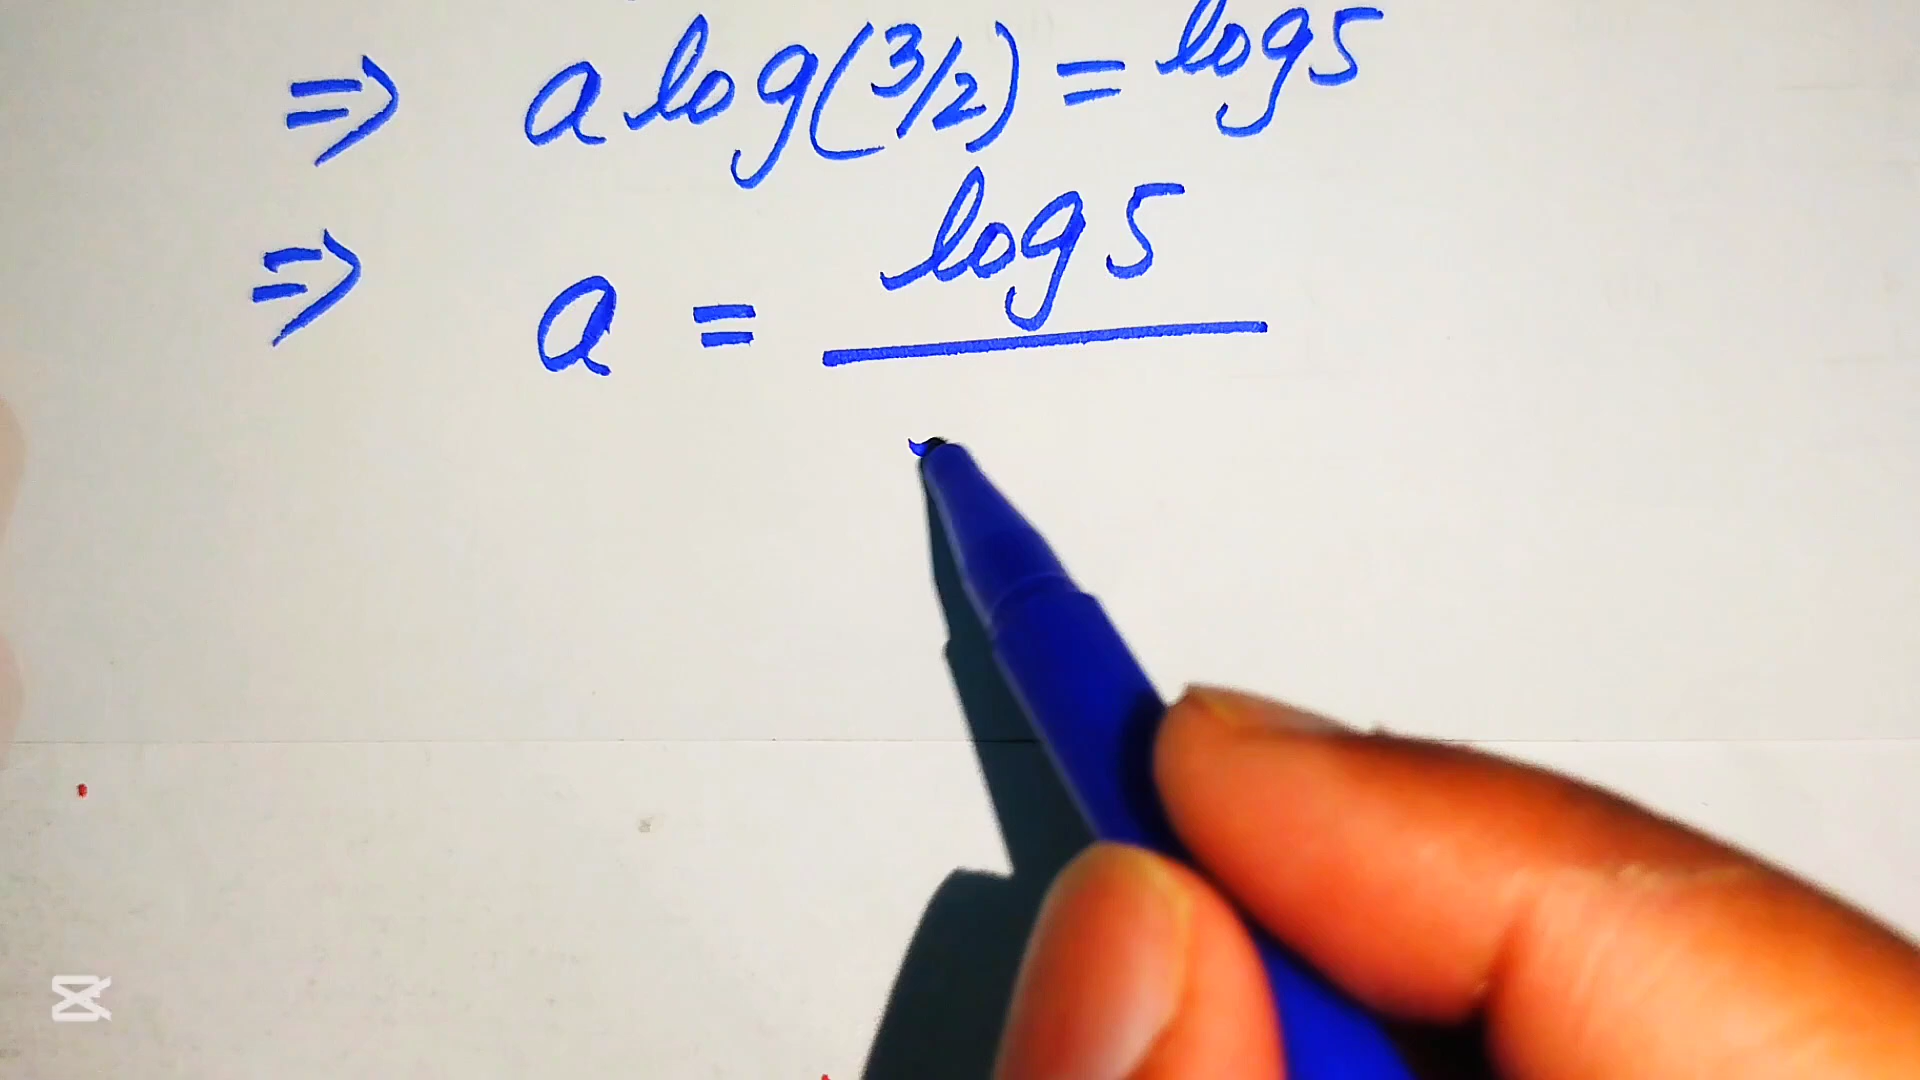 ⇒ a log(3/2) = log5
⇒ a = log5 /